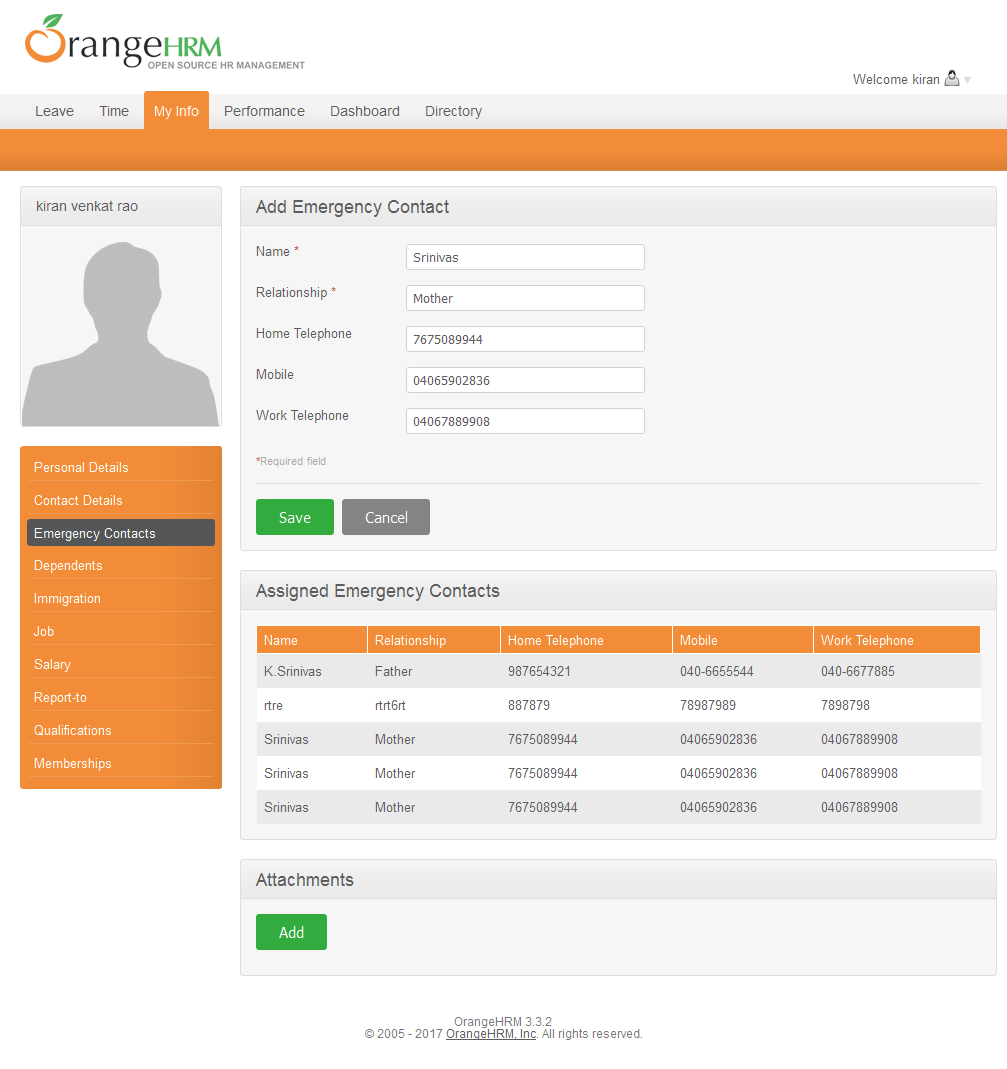 OrangeHRM
OPEN SOURCE HR MANAGEMENT
Welcome kiran
Leave Time My Info Performance Dashboard Directory
kiran venkat rao
Personal Details
Contact Details
Emergency Contacts
Dependents
Immigration
Job
Salary
Report-to
Qualifications
Memberships
Add Emergency Contact
Name * Srinivas
Relationship * Mother
Home Telephone 7675089944
Mobile 04065902836
Work Telephone 04067889908
*Required field
Save Cancel
Assigned Emergency Contacts
Name Relationship Home Telephone Mobile Work Telephone
K.Srinivas Father 987654321 040-6655544 040-6677885
rtre rtrt6rt 887879 78987989 7898798
Srinivas Mother 7675089944 04065902836 04067889908
Srinivas Mother 7675089944 04065902836 04067889908
Srinivas Mother 7675089944 04065902836 04067889908
Attachments
Add
OrangeHRM 3.3.2
© 2005 - 2017 OrangeHRM, Inc. All rights reserved.